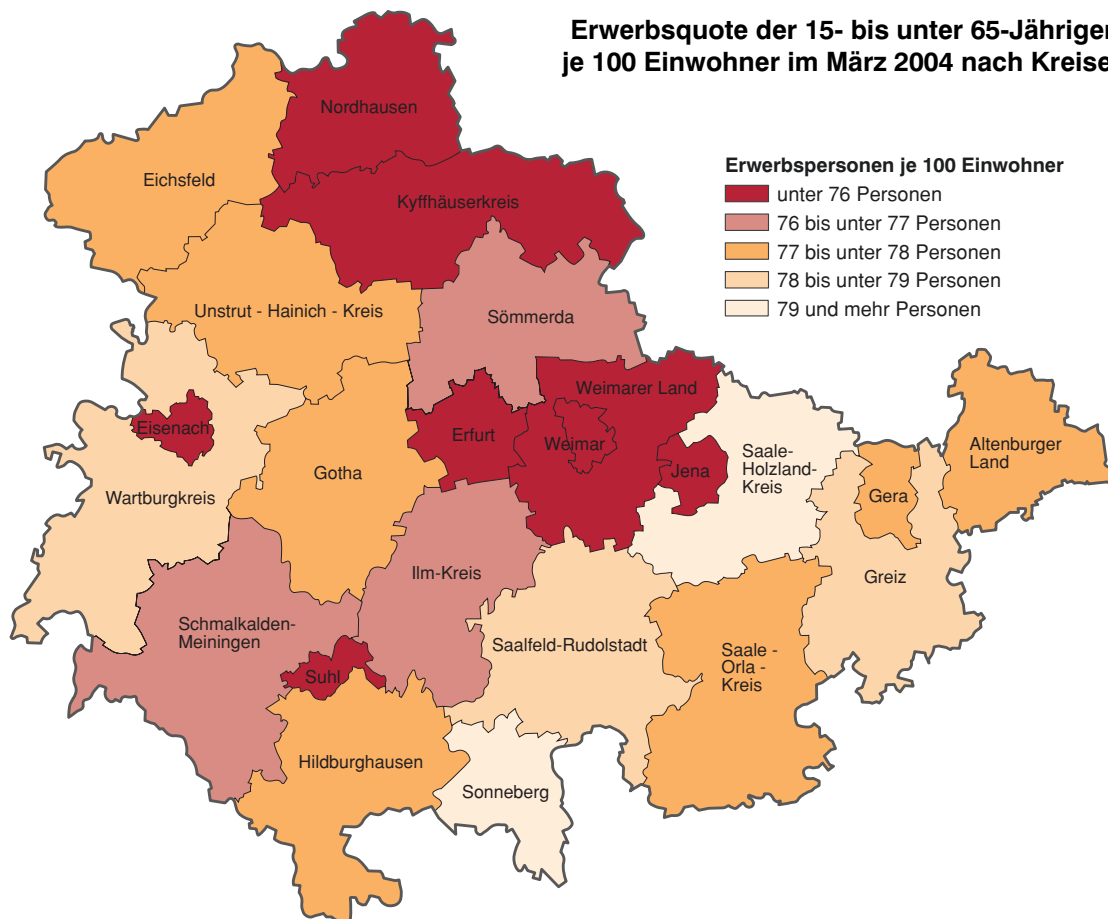 Erwerbsquote der 15- bis unter 65-Jährigen
je 100 Einwohner im März 2004 nach Kreise
Erwerbspersonen je 100 Einwohner
unter 76 Personen
76 bis unter 77 Personen
77 bis unter 78 Personen
78 bis unter 79 Personen
79 und mehr Personen
Nordhausen
Eichsfeld
Kyffhäuserkreis
Unstrut - Hainich - Kreis
Sömmerda
Weimarer Land
Eisenach
Erfurt
Weimar
Jena
Saale-
Holzland-
Kreis
Altenburger
Land
Gotha
Wartburgkreis
Gera
Ilm-Kreis
Greiz
Schmalkalden-
Meiningen
Saalfeld-Rudolstadt
Saale -
Orla -
Kreis
Suhl
Hildburghausen
Sonneberg